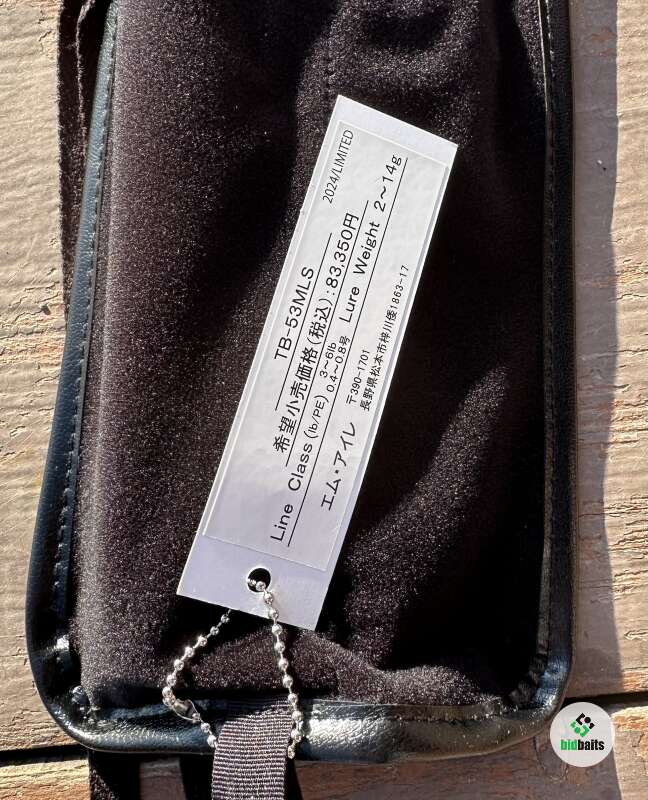 2024/LIMITED
TB-53MLS
希望小売価格(税込):83,350円
Line Class (lb/PE) 3~6lb 0.4~0.8号 Lure Weight 2~14g
エム・アイレ
〒390-1701
長野県松本市梓川倭1863-17
bidbaits